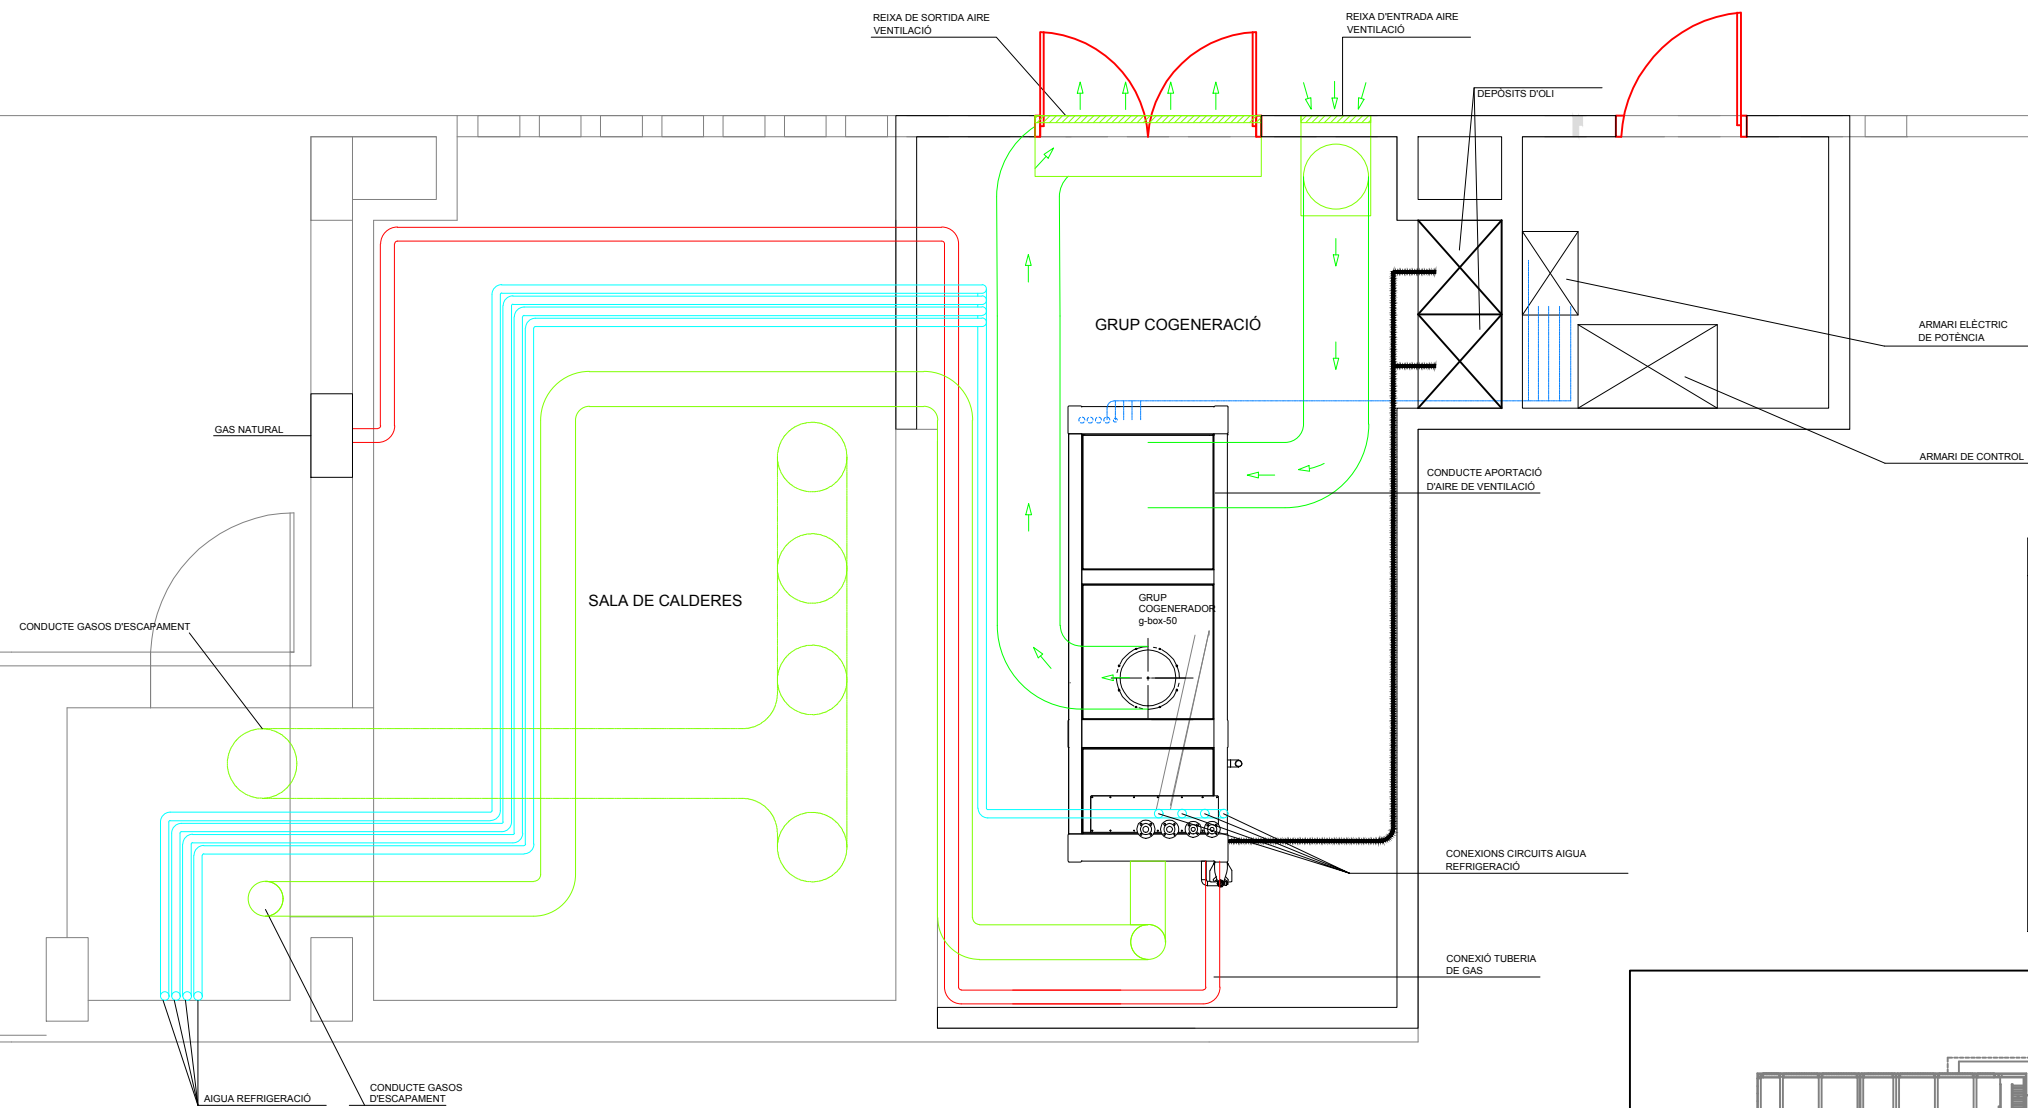 REIXA DE SORTIDA AIRE
VENTILACIÓ
REIXA D'ENTRADA AIRE
VENTILACIÓ
DEPÒSITS D'OLI
GRUP COGENERACIÓ
ARMARI ELÈCTRIC
DE POTÈNCIA
GAS NATURAL
ARMARI DE CONTROL
CONDUCTE APORTACIÓ
D'AIRE DE VENTILACIÓ
SALA DE CALDERES
GRUP
COGENERADOR
g-box-50
CONDUCTE GASOS D'ESCAPAMENT
CONEXIONS CIRCUITS AIGUA
REFRIGERACIÓ
CONEXIÓ TUBERIA
DE GAS
AIGUA REFRIGERACIÓ
CONDUCTE GASOS
D'ESCAPAMENT